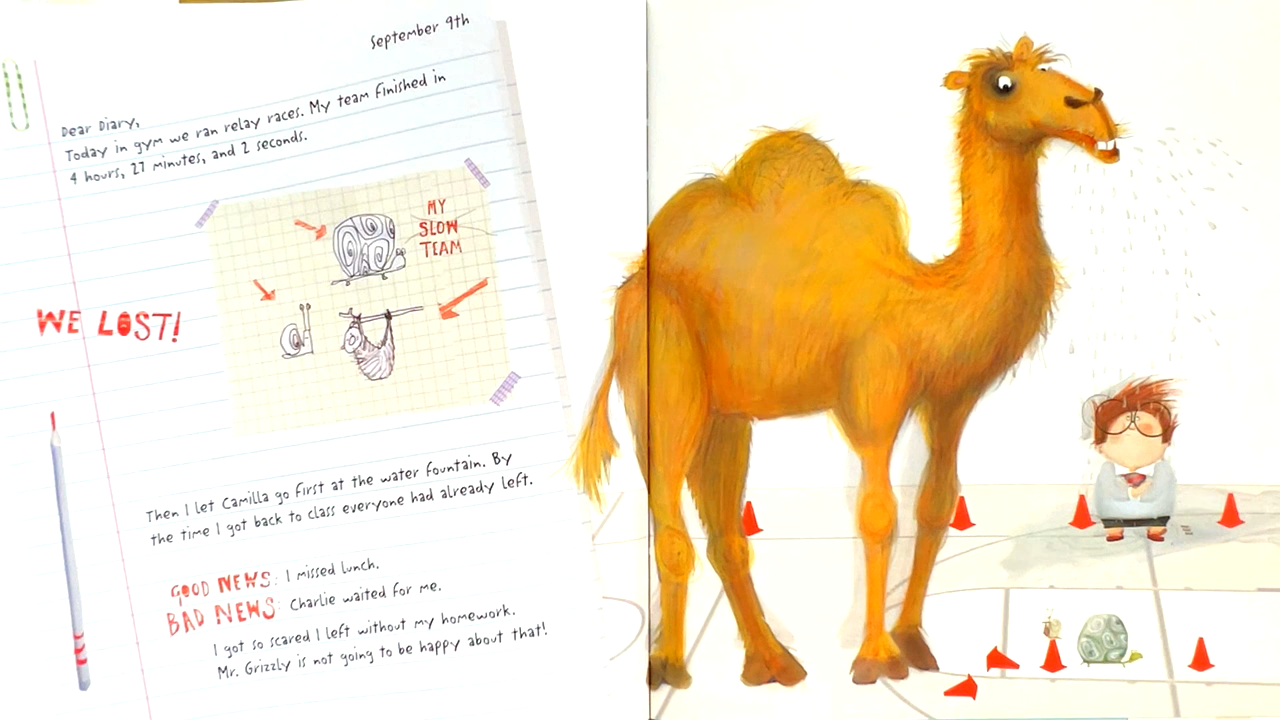 September 9th
Dear Diary,
Today in gym we ran relay races. My team finished in
4 hours, 27 minutes, and 2 seconds.
MY
SLOW
TEAM
WE LOST!
Then I let Camilla go first at the water fountain. By
the time I got back to class everyone had already left.
GOOD NEWS: I missed lunch.
BAD NEWS: Charlie waited for me.
I got so scared I left without my homework.
Mr. Grizzly is not going to be happy about that!